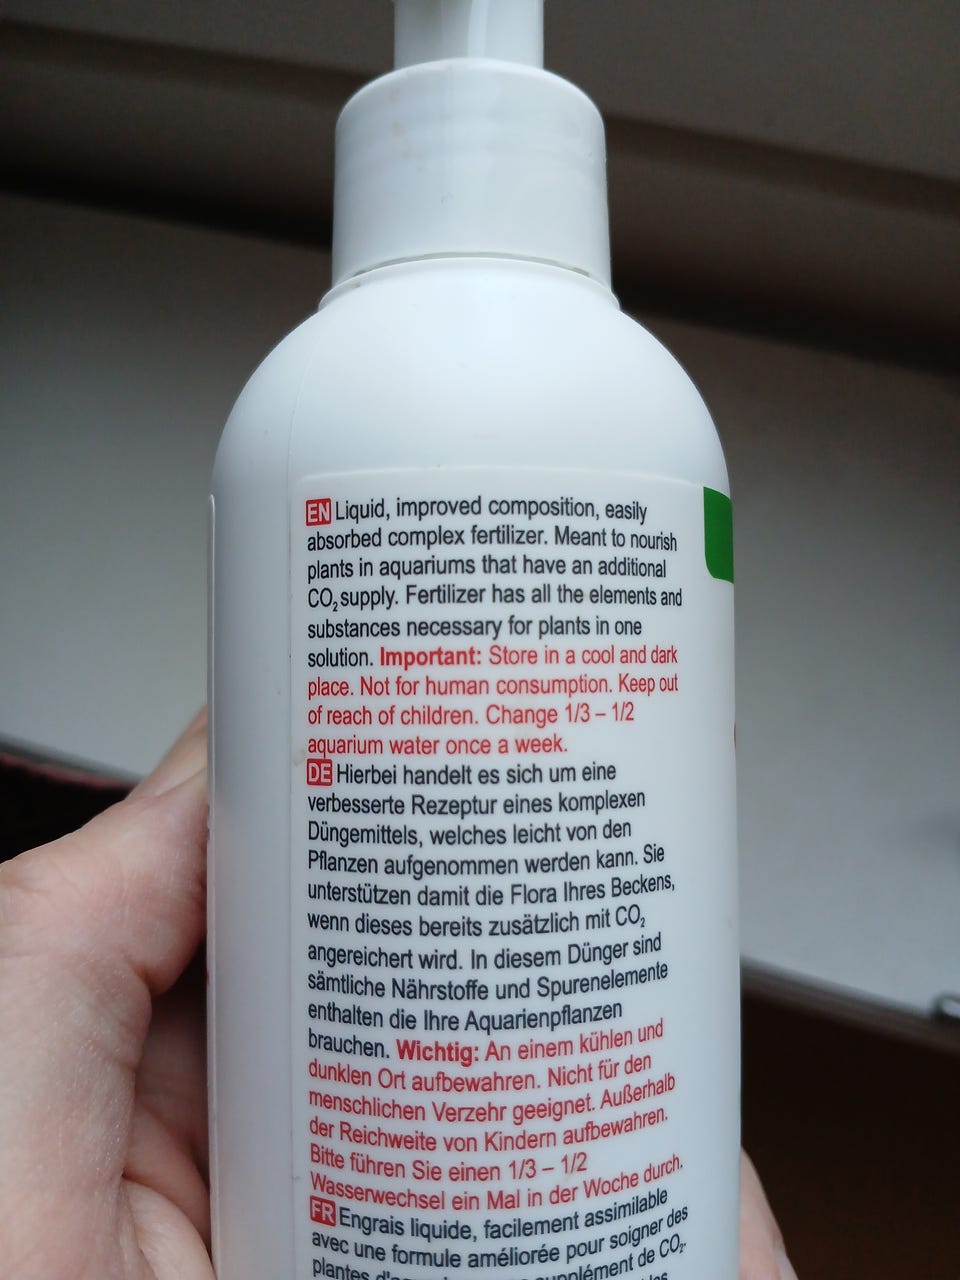 EN Liquid, improved composition, easily
absorbed complex fertilizer. Meant to nourish
plants in aquariums that have an additional
CO₂ supply. Fertilizer has all the elements and
substances necessary for plants in one
solution. Important: Store in a cool and dark
place. Not for human consumption. Keep out
of reach of children. Change 1/3 – 1/2
aquarium water once a week.
DE Hierbei handelt es sich um eine
verbesserte Rezeptur eines komplexen
Düngemittels, welches leicht von den
Pflanzen aufgenommen werden kann. Sie
unterstützen damit die Flora Ihres Beckens,
wenn dieses bereits zusätzlich mit CO₂
angereichert wird. In diesem Dünger sind
sämtliche Nährstoffe und Spurenelemente
enthalten die Ihre Aquarienpflanzen
brauchen. Wichtig: An einem kühlen und
dunklen Ort aufbewahren. Nicht für den
menschlichen Verzehr geeignet. Außerhalb
der Reichweite von Kindern aufbewahren.
Bitte führen Sie einen 1/3 – 1/2
Wasserwechsel ein Mal in der Woche durch.
FR Engrais liquide, facilement assimilable
avec une formule améliorée pour soigner des
plantes supplément de CO₂.